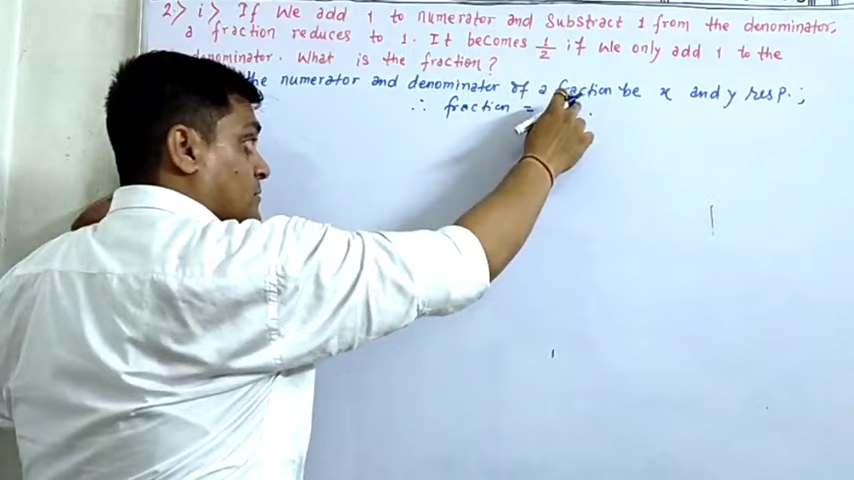 2.> i> If We add 1 to numerator and Substract 1 from the denominator,
a fraction reduces to 1. It becomes 1/2 if We only add 1 to the
denominator. What is the fraction?
the numerator and denominator of a fraction be x and y resp.;
∴ fraction =